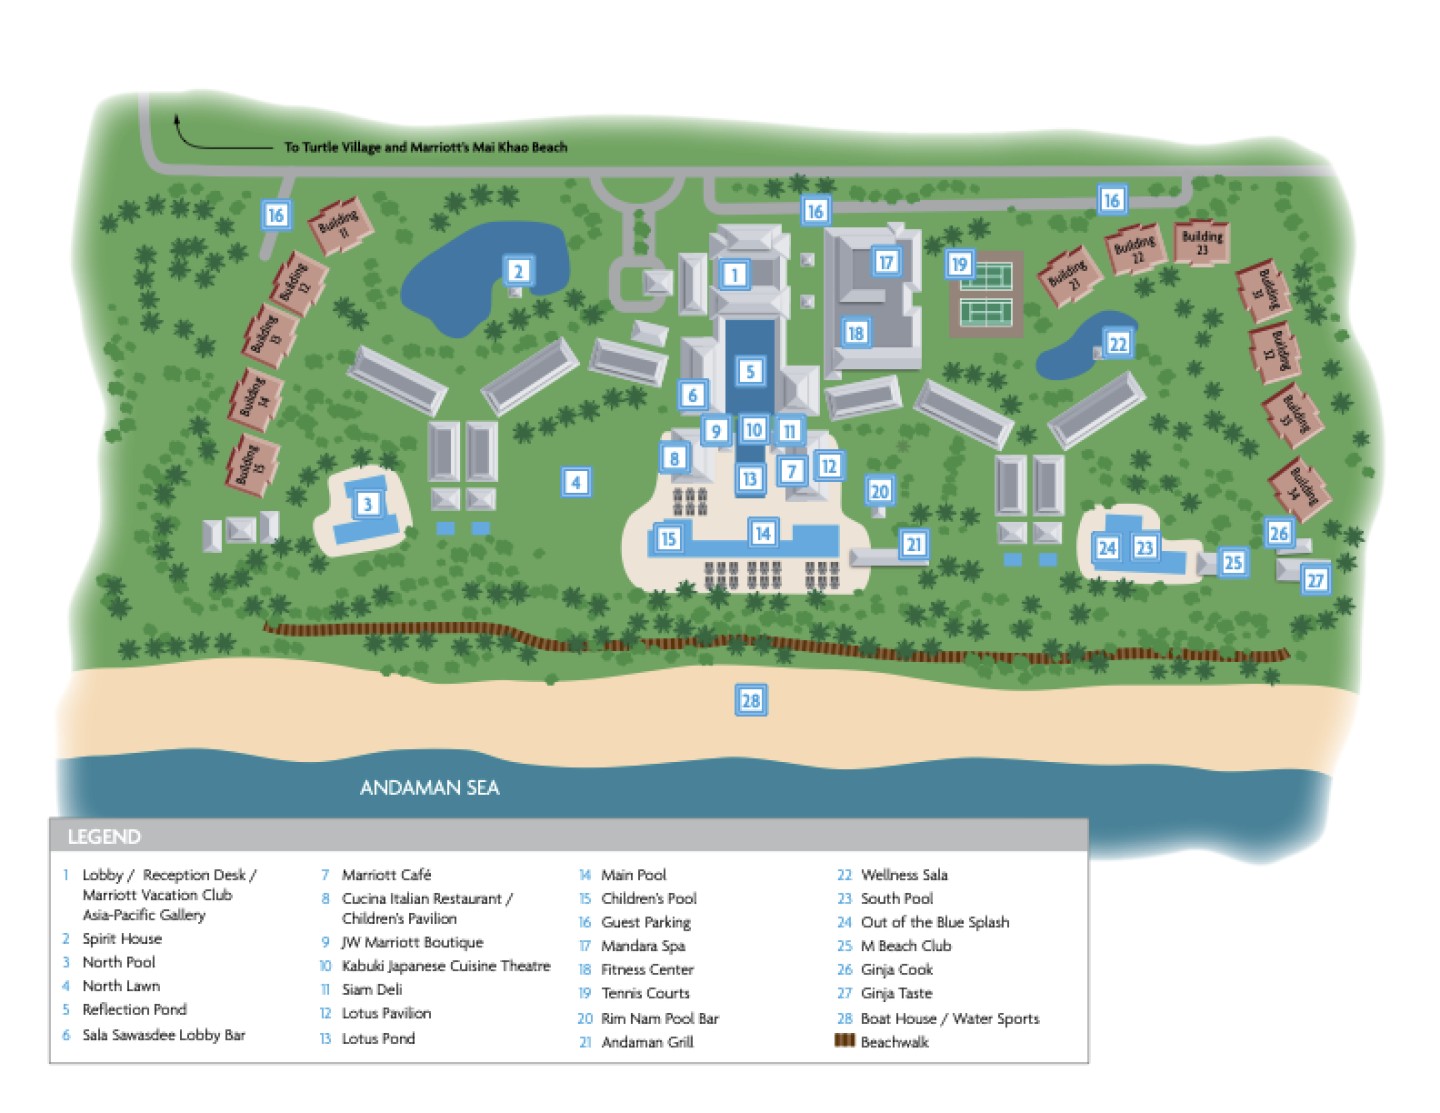 To Turtle Village and Marriott's Mai Khao Beach
16
Building 11
16
16
Building 23
Building 22
2
1
17
19
Building 12
Building 21
Building 31
Building 13
18
22
Building 32
5
6
Building 14
Building 33
9
10
11
8
7
12
Building 15
13
4
20
Building 34
3
15
14
21
24
23
26
25
27
28
ANDAMAN SEA
LEGEND
1 Lobby / Reception Desk /
Marriott Vacation Club
Asia-Pacific Gallery
2 Spirit House
3 North Pool
4 North Lawn
5 Reflection Pond
6 Sala Sawasdee Lobby Bar
7 Marriott Café
8 Cucina Italian Restaurant /
Children's Pavilion
9 JW Marriott Boutique
10 Kabuki Japanese Cuisine Theatre
11 Siam Deli
12 Lotus Pavilion
13 Lotus Pond
14 Main Pool
15 Children's Pool
16 Guest Parking
17 Mandara Spa
18 Fitness Center
19 Tennis Courts
20 Rim Nam Pool Bar
21 Andaman Grill
22 Wellness Sala
23 South Pool
24 Out of the Blue Splash
25 M Beach Club
26 Ginja Cook
27 Ginja Taste
28 Boat House / Water Sports
Beachwalk